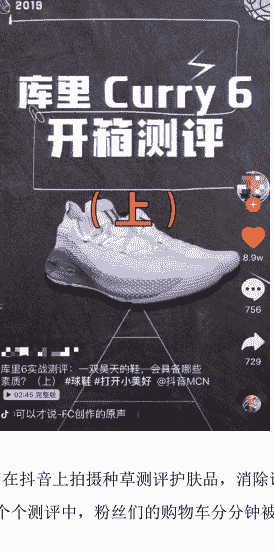 2019
库里 Curry 6
开箱测评
（上）
8.9w
756
729
库里6实战测评：一双昊天的鞋，会具备哪些
素质？（上）#球鞋 #打开小美好 @抖音MCN
02:45 完整版
可以才说-FC创作的原声
在抖音上拍摄种草测评护肤品，消除
个个测评中，粉丝们的购物车分分钟被